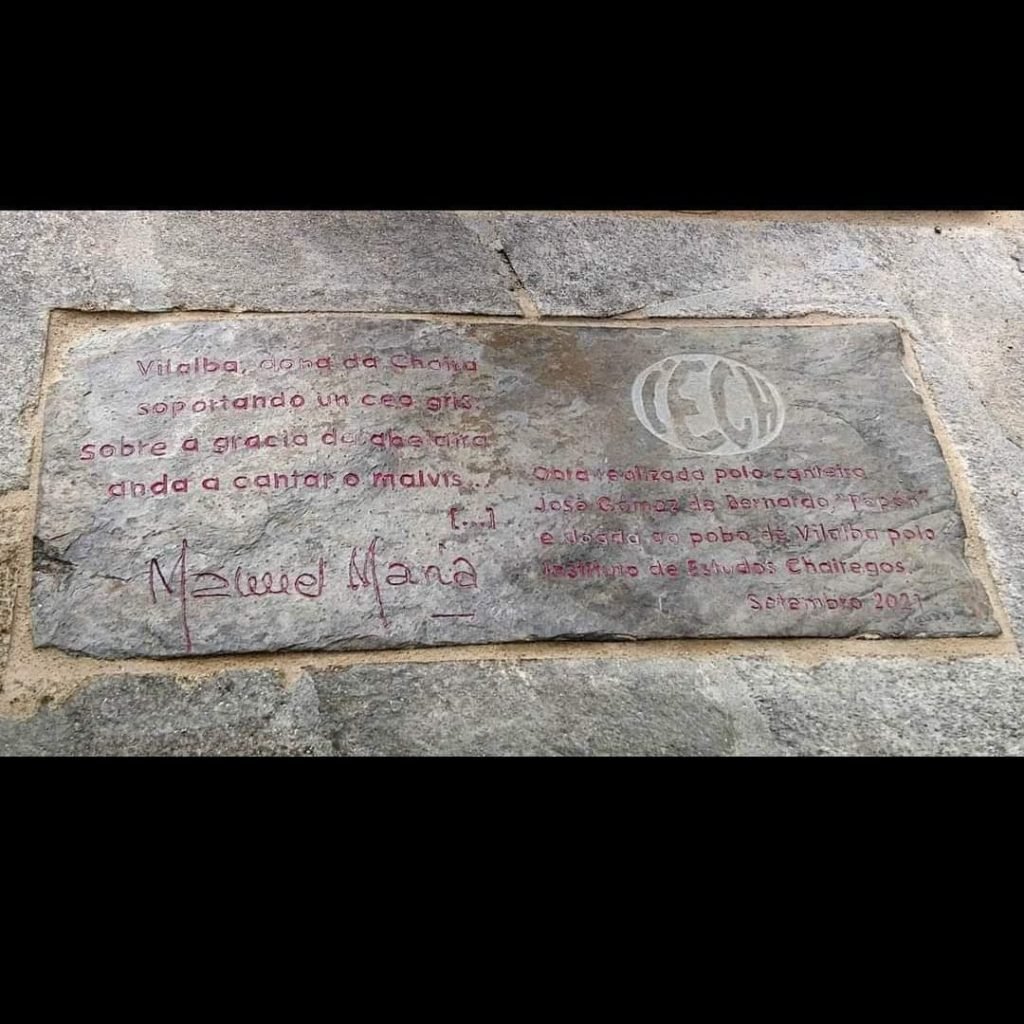 Vilalba, dona da Chaira
soportando un ceo gris:
sobre a gracia da abelaira
anda a cantar o malvís...
[...]
Manuel María
IECH
Obra realizada polo canteiro
José Gómez de Bernardo, "Pepón"
e doada ao pobo de Vilalba polo
Instituto de Estudos Chairegos.
Setembro 2021